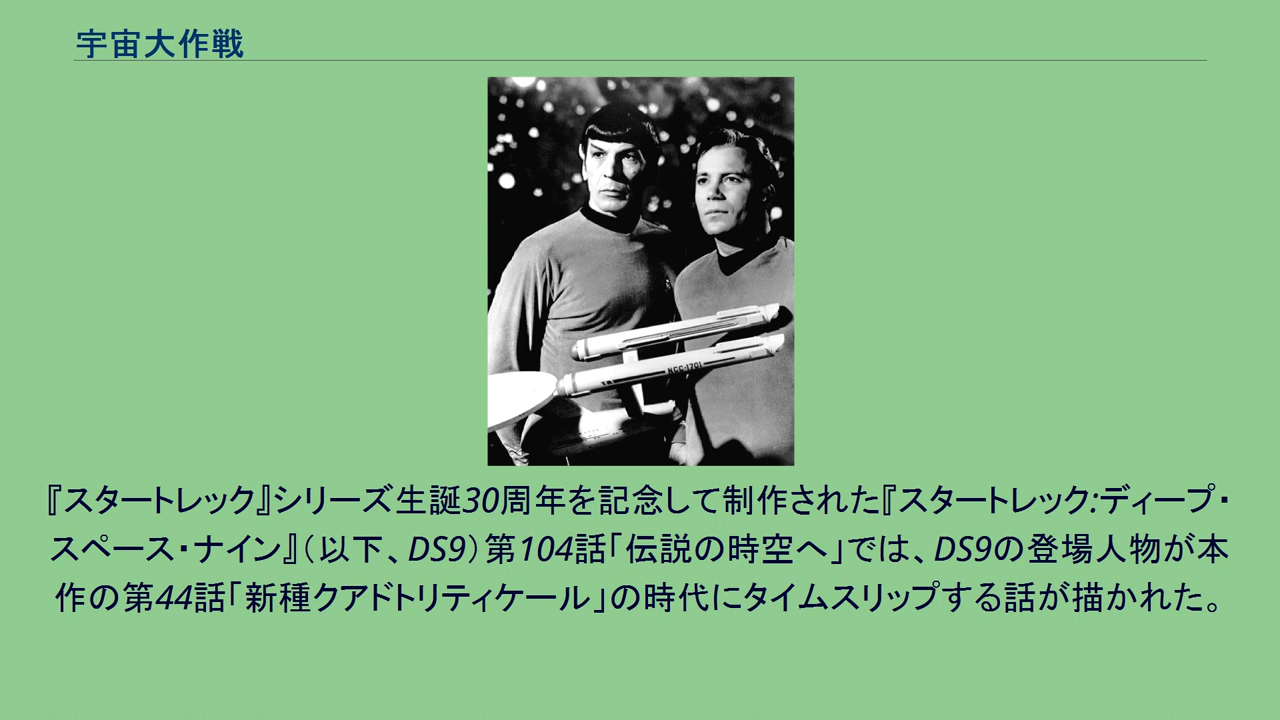 宇宙大作戦
NCC-1701
『スタートレック』シリーズ生誕30周年を記念して制作された『スタートレック:ディープ・
スペース・ナイン』（以下、DS9）第104話「伝説の時空へ」では、DS9の登場人物が本
作の第44話「新種クアドトリティケール」の時代にタイムスリップする話が描かれた。